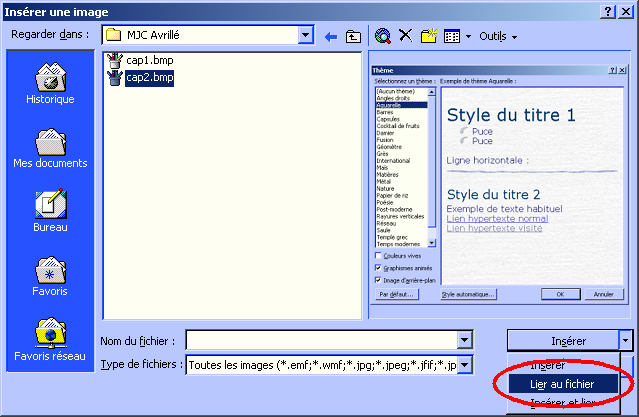 Insérer une image
Regarder dans :
MJC Avrillé
Outils
Historique
Mes documents
Bureau
Favoris
Favoris réseau
cap1.bmp
cap2.bmp
Thème
Sélectionnez un thème :
Exemple de thème Aquarelle :
(Aucun thème)
Angles droits
Aquarelle
Barres
Capsules
Cocktail de fruits
Damier
Fusion
Géomètre
Grès
International
Mais
Matières
Métal
Nature
Papier de riz
Poésie
Post-moderne
Rayures verticales
Réseau
Saule
Temple grec
Temps modernes
Couleurs vives
Graphismes animés
Image d'arrière-plan
Par défaut...
Style automatique...
OK
Annuler
Style du titre 1
Puce
Puce
Ligne horizontale :
Style du titre 2
Exemple de texte habituel
Lien hypertexte normal
Lien hypertexte visité
Nom du fichier :
Type de fichiers :
Toutes les images (*.emf;*.wmf;*.jpg;*.jpeg;*.jfif;*.jp
Insérer
Insérer
Lier au fichier
Insérer et lier